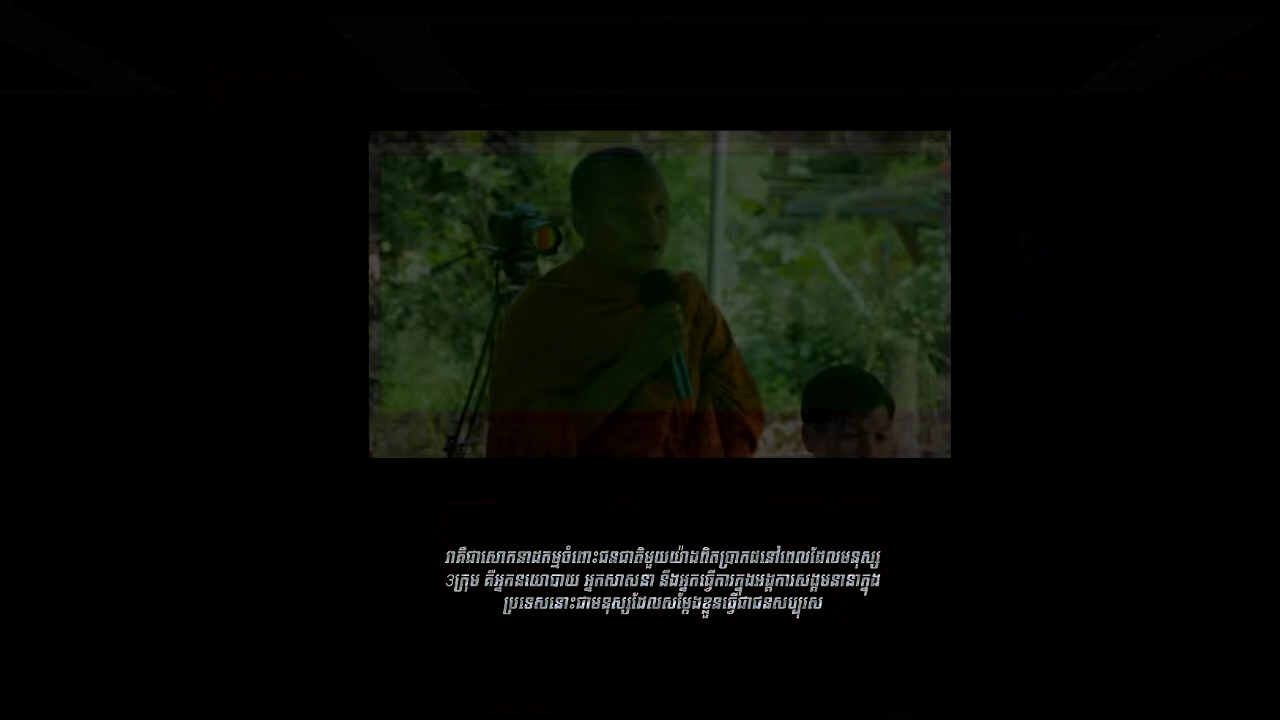 វាគឺជាសោកនាដកម្មចំពោះជនជាតិមួយយ៉ាងពិតប្រាកដនៅពេលដែលមនុស្ស
3ក្រុម គឺអ្នកនយោបាយ អ្នកសាសនា នឹងអ្នកធ្វើការក្នុងអង្គការសង្គមនានាក្នុង
ប្រទេសនោះជាមនុស្សដែលសម្ដែងខ្លួនធ្វើជាជនសប្បុរស